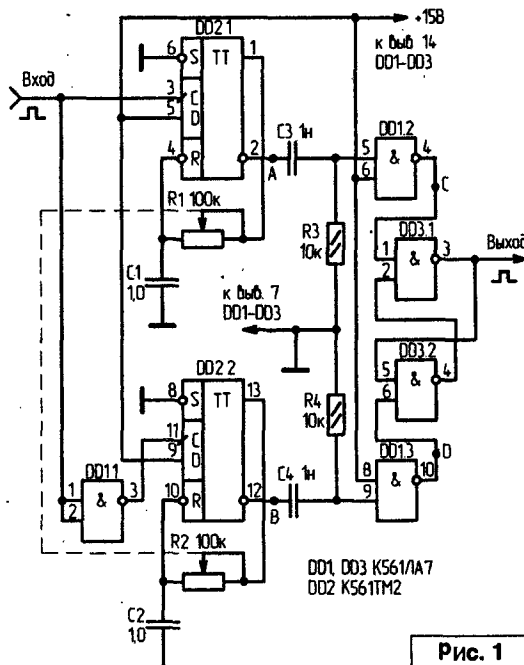 DD2.1
+15В
6 S TT 1
к выв. 14
DD1-DD3
Вход
3 C
5 D
C3 1н
DD1.2
4 R 2
A
5 & 4
6
C
R1 100к
DD3.1
R3
10к
1 & 3
2
Выход
C1
1,0
к выв. 7
DD1-DD3
DD3.2
DD2.2
5 & 4
6
8 S TT 13
R4
10к
11 C
9 D
C4 1н
DD1.3
D
DD1.1
10 R 12
B
8 & 10
9
1 & 3
2
R2 100к
DD1, DD3 К561ЛА7
DD2 К561ТМ2
C2
1,0
Рис. 1